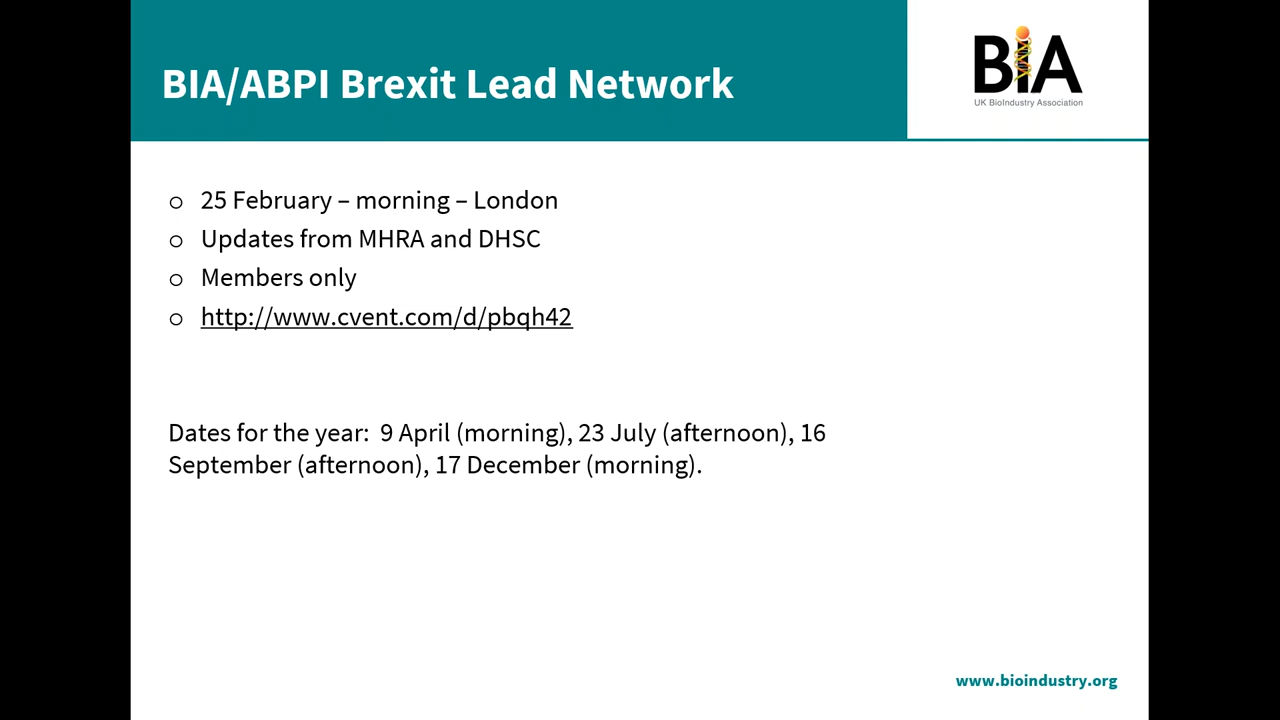 BIA/ABPI Brexit Lead Network
BIA
UK BioIndustry Association
o 25 February – morning – London
o Updates from MHRA and DHSC
o Members only
o http://www.cvent.com/d/pbqh42
Dates for the year:  9 April (morning), 23 July (afternoon), 16
September (afternoon), 17 December (morning).
www.bioindustry.org